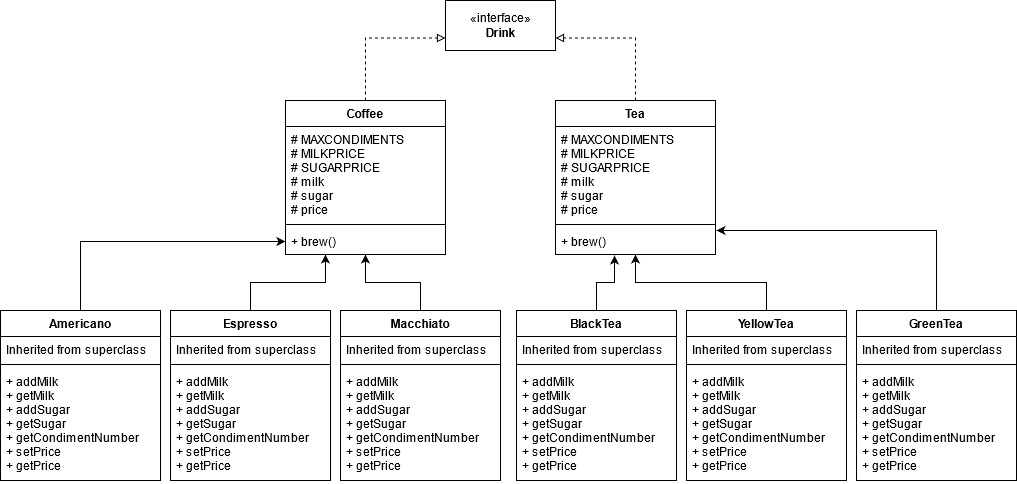 «interface»
Drink
Coffee
# MAXCONDIMENTS
# MILKPRICE
# SUGARPRICE
# milk
# sugar
# price
+ brew()
Tea
# MAXCONDIMENTS
# MILKPRICE
# SUGARPRICE
# milk
# sugar
# price
+ brew()
Americano
Inherited from superclass
+ addMilk
+ getMilk
+ addSugar
+ getSugar
+ getCondimentNumber
+ setPrice
+ getPrice
Espresso
Inherited from superclass
+ addMilk
+ getMilk
+ addSugar
+ getSugar
+ getCondimentNumber
+ setPrice
+ getPrice
Macchiato
Inherited from superclass
+ addMilk
+ getMilk
+ addSugar
+ getSugar
+ getCondimentNumber
+ setPrice
+ getPrice
BlackTea
Inherited from superclass
+ addMilk
+ getMilk
+ addSugar
+ getSugar
+ getCondimentNumber
+ setPrice
+ getPrice
YellowTea
Inherited from superclass
+ addMilk
+ getMilk
+ addSugar
+ getSugar
+ getCondimentNumber
+ setPrice
+ getPrice
GreenTea
Inherited from superclass
+ addMilk
+ getMilk
+ addSugar
+ getSugar
+ getCondimentNumber
+ setPrice
+ getPrice